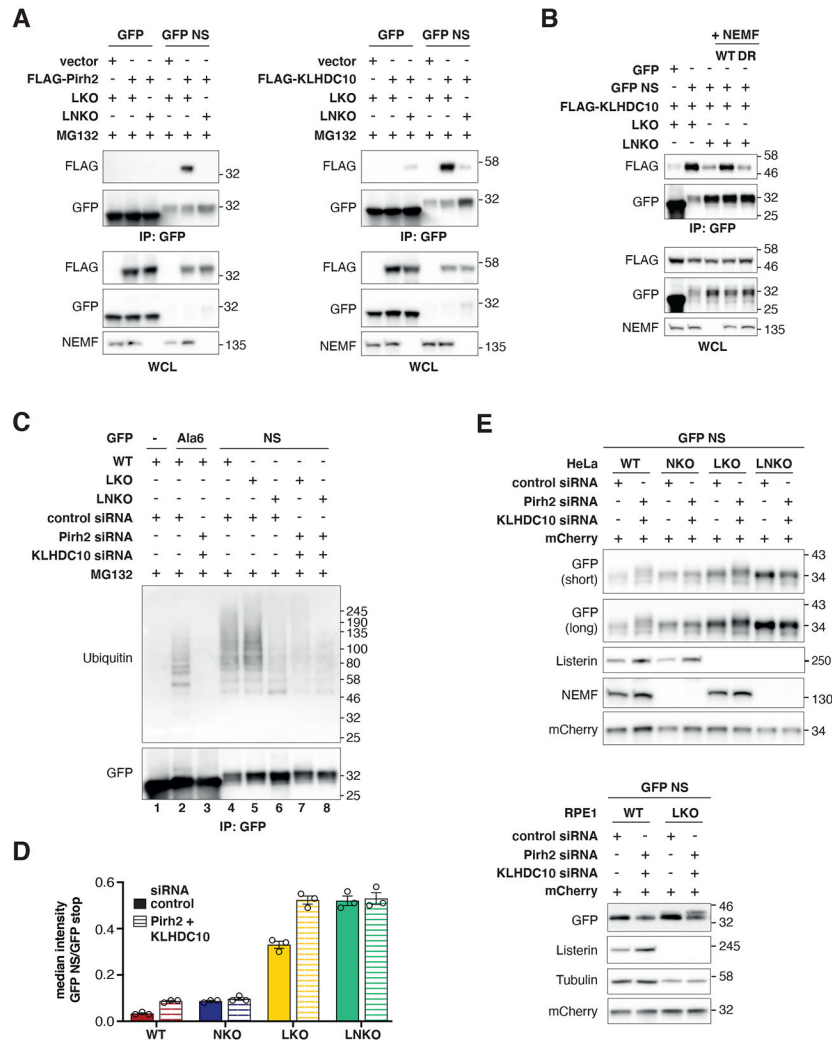 A
GFP GFP NS
vector + - - + - -
FLAG-Pirh2 - + + - + +
LKO + + - + + -
LNKO - - + - - +
MG132 + + + + + +
FLAG
32
GFP
32
IP: GFP
FLAG
32
GFP
32
NEMF
135
WCL
GFP GFP NS
vector + - - + - -
FLAG-KLHDC10 - + + - + +
LKO + + - + + -
LNKO - - + - - +
MG132 + + + + + +
FLAG
58
GFP
32
IP: GFP
FLAG
58
GFP
32
NEMF
135
WCL
B
+ NEMF
WT DR
GFP + - - - -
GFP NS - + + + +
FLAG-KLHDC10 + + + + +
LKO + + - - -
LNKO - - + + +
FLAG
58
46
GFP
32
25
IP: GFP
FLAG
58
46
GFP
32
25
NEMF
135
WCL
C
GFP - Ala6 NS
WT + + + + - - - -
LKO - - - - + - + -
LNKO - - - - - + - +
control siRNA + + - + + + - -
Pirh2 siRNA - - + - - - + +
KLHDC10 siRNA - - + - - - + +
MG132 + + + + + + + +
Ubiquitin
245
190
135
100
80
58
46
32
25
GFP
32
25
1 2 3 4 5 6 7 8
IP: GFP
D
median intensity
GFP NS/GFP stop
0.6
0.4
0.2
0.0
siRNA
control
Pirh2 +
KLHDC10
WT NKO LKO LNKO
E
GFP NS
HeLa WT NKO LKO LNKO
control siRNA + - + - + - + -
Pirh2 siRNA - + - + - + - +
KLHDC10 siRNA - + - + - + - +
mCherry + + + + + + + +
GFP
(short)
43
34
GFP
(long)
43
34
Listerin
250
NEMF
130
mCherry
34
GFP NS
RPE1 WT LKO
control siRNA + - + -
Pirh2 siRNA - + - +
KLHDC10 siRNA - + - +
mCherry + + + +
GFP
46
32
Listerin
245
Tubulin
58
mCherry
32